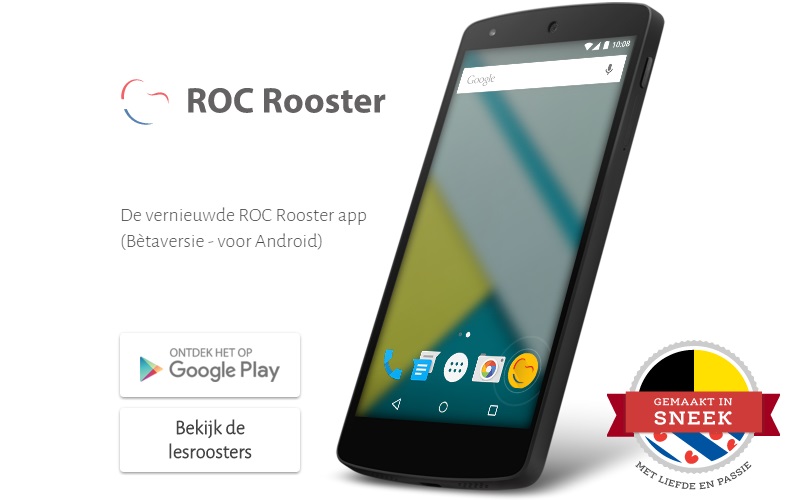 10:08
Google
ROC Rooster
De vernieuwde ROC Rooster app
(Bètaversie - voor Android)
ONTDEK HET OP
Google Play
Bekijk de
lesroosters
GEMAAKT IN
SNEEK
MET LIEFDE EN PASSIE